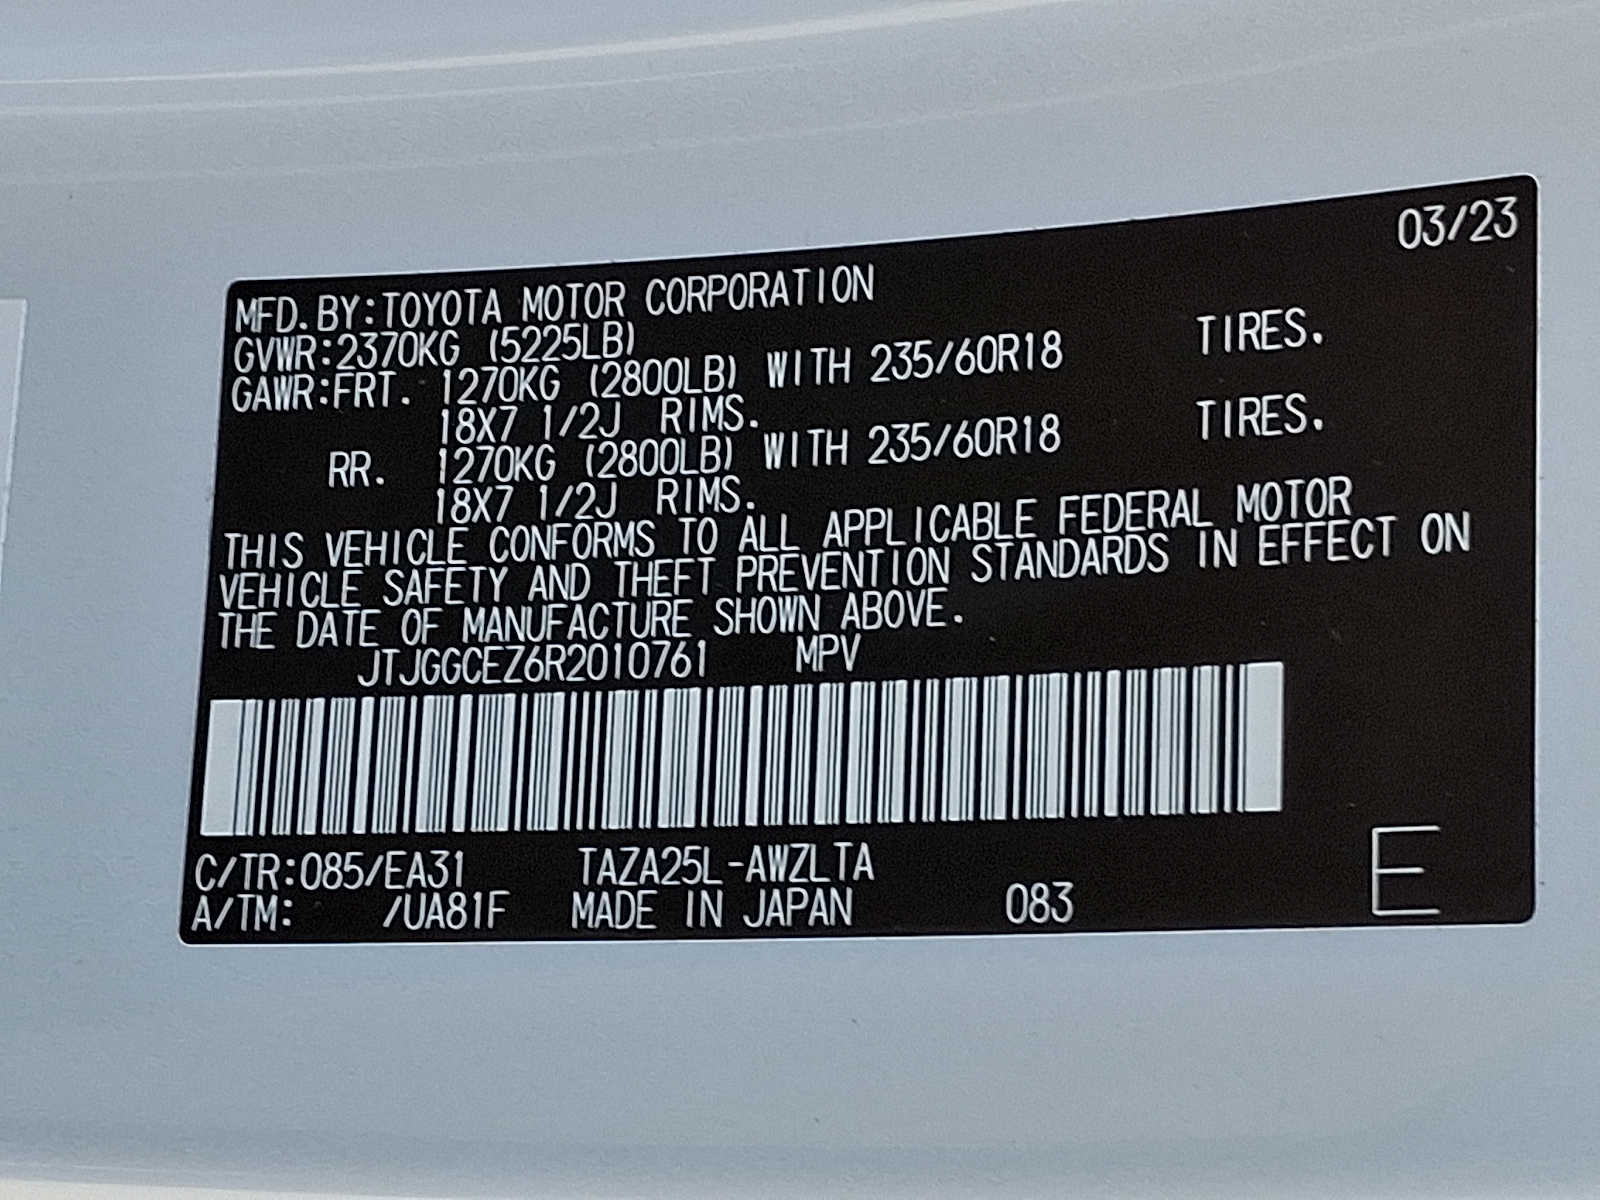 03/23
MFD.BY:TOYOTA MOTOR CORPORATION
GVWR:2370KG (5225LB)
GAWR:FRT. 1270KG (2800LB) WITH 235/60R18 TIRES.
18X7 1/2J RIMS.
RR. 1270KG (2800LB) WITH 235/60R18 TIRES.
18X7 1/2J RIMS.
THIS VEHICLE CONFORMS TO ALL APPLICABLE FEDERAL MOTOR
VEHICLE SAFETY AND THEFT PREVENTION STANDARDS IN EFFECT ON
THE DATE OF MANUFACTURE SHOWN ABOVE.
JTJGGCEZ6R2010761 MPV
C/TR:085/EA31 TAZA25L-AWZLTA
A/TM: /UA81F MADE IN JAPAN 083 E